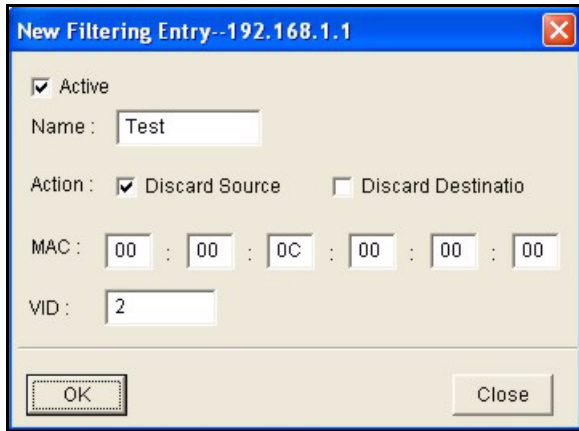 New Filtering Entry--192.168.1.1
Active
Name : Test
Action : Discard Source Discard Destinatio
MAC : 00 : 00 : 0C : 00 : 00 : 00
VID : 2
OK Close